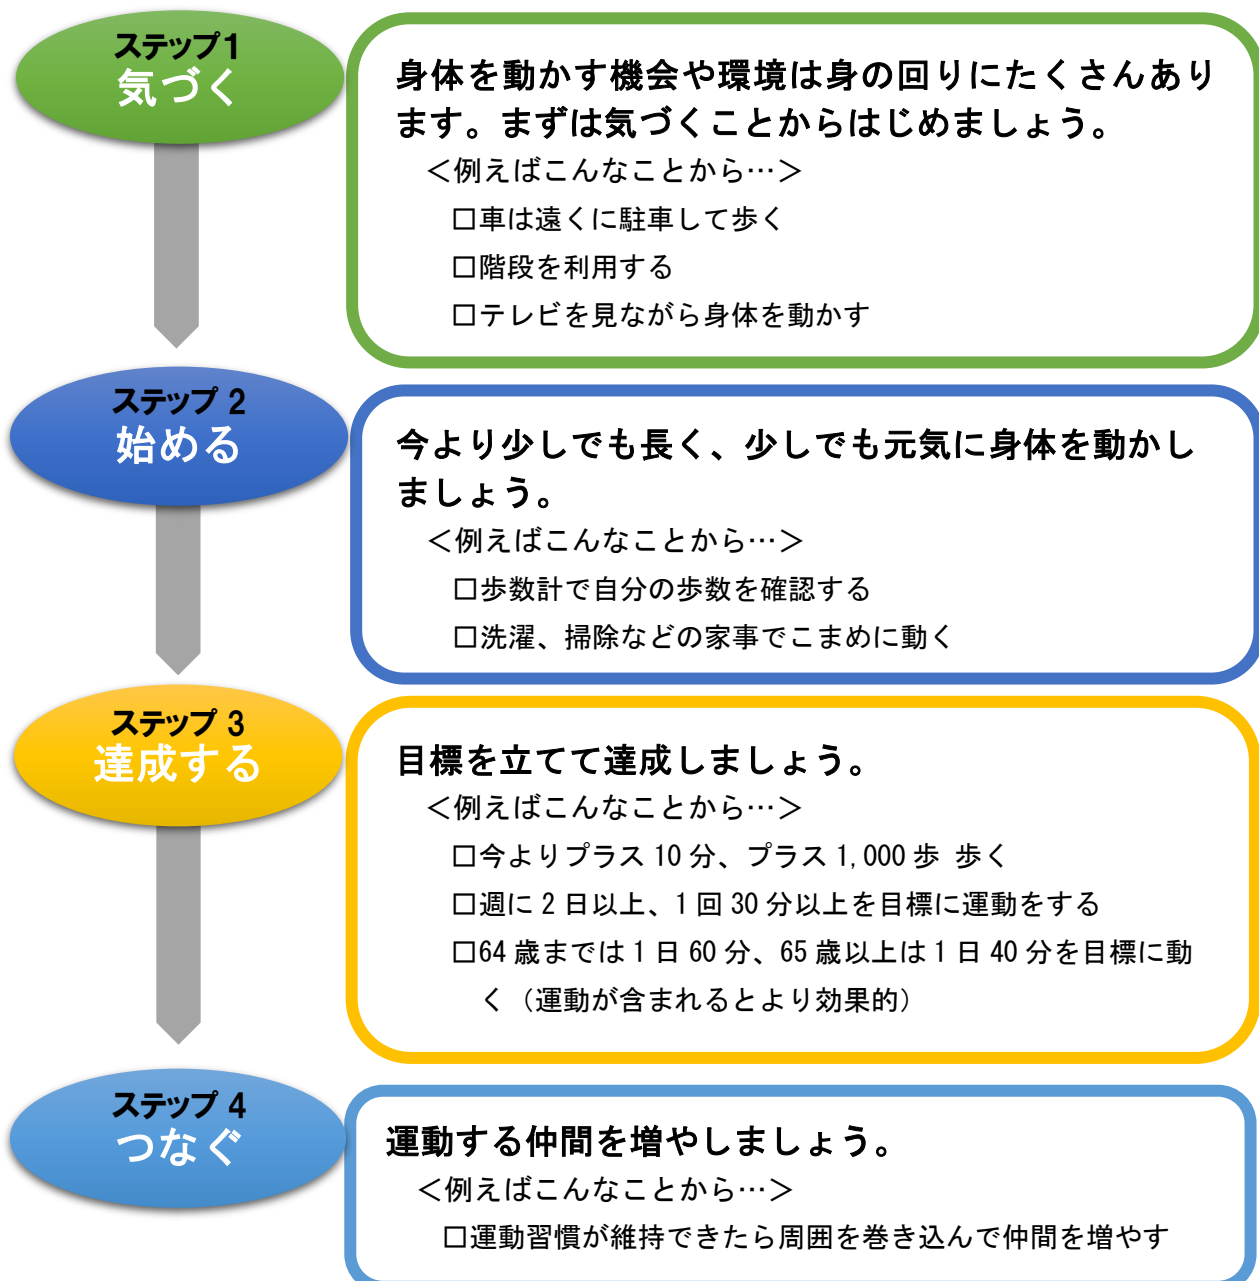 ステップ1
気づく
身体を動かす機会や環境は身の回りにたくさんあり
ます。まずは気づくことからはじめましょう。
＜例えばこんなことから…＞
□車は遠くに駐車して歩く
□階段を利用する
□テレビを見ながら身体を動かす
ステップ 2
始める
今より少しでも長く、少しでも元気に身体を動かし
ましょう。
＜例えばこんなことから…＞
□歩数計で自分の歩数を確認する
□洗濯、掃除などの家事でこまめに動く
ステップ 3
達成する
目標を立てて達成しましょう。
＜例えばこんなことから…＞
□今よりプラス 10 分、プラス 1,000 歩 歩く
□週に 2 日以上、1 回 30 分以上を目標に運動をする
□64 歳までは 1 日 60 分、65 歳以上は 1 日 40 分を目標に動
く（運動が含まれるとより効果的）
ステップ 4
つなぐ
運動する仲間を増やしましょう。
＜例えばこんなことから…＞
□運動習慣が維持できたら周囲を巻き込んで仲間を増やす